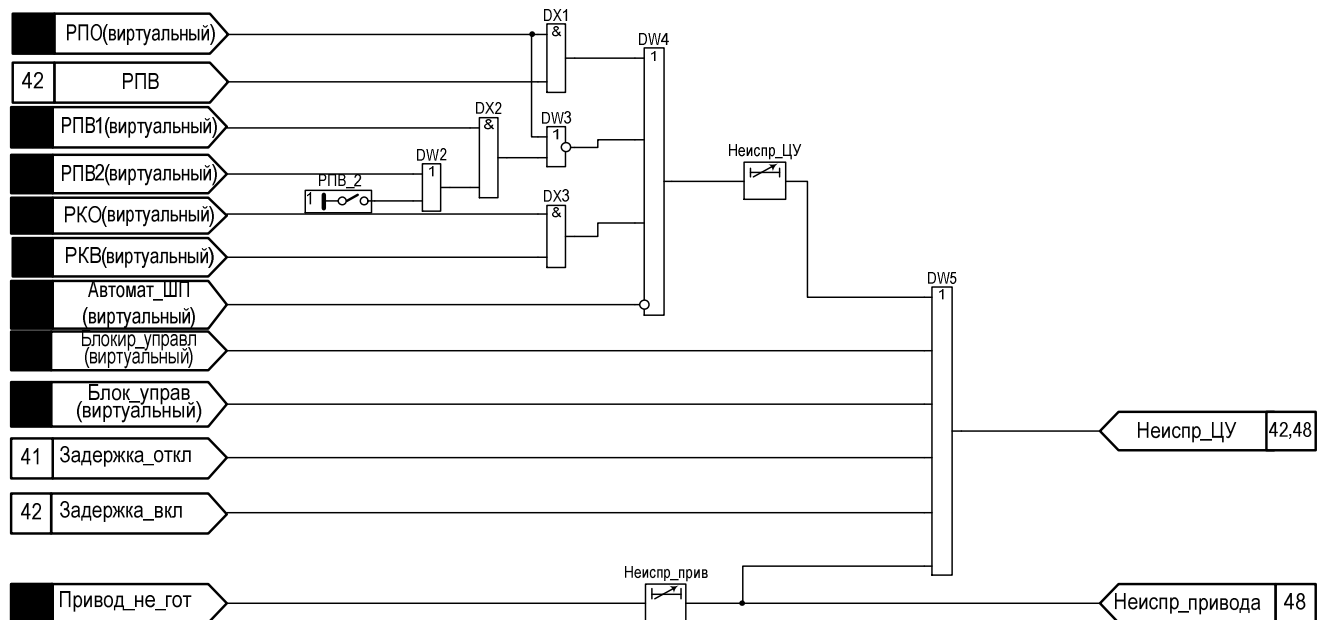 РПО(виртуальный)
DX1
&
DW4
1
42 РПВ
РПВ1(виртуальный)
DX2
&
DW3
1
РПВ2(виртуальный)
DW2
1
РПВ_2
1
Неиспр_ЦУ
РКО(виртуальный)
DX3
&
РКВ(виртуальный)
Автомат_ШП
(виртуальный)
DW5
1
Блокир_управл
(виртуальный)
Блок_управ
(виртуальный)
Неиспр_ЦУ 42,48
41 Задержка_откл
42 Задержка_вкл
Неиспр_прив
Привод_не_гот
Неиспр_привода 48